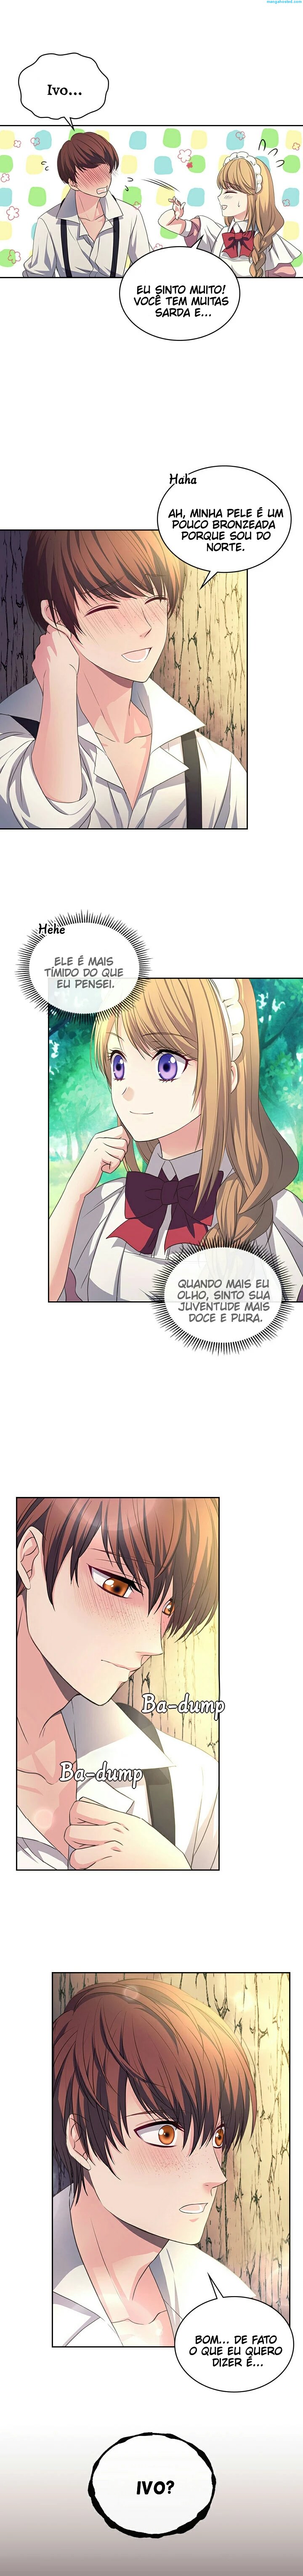 mangalivreblt.com
Ivo...
EU SINTO MUITO!
VOCÊ TEM MUITAS
SARDA E...
Haha
AH, MINHA PELE É UM
POUCO BRONZEADA
PORQUE SOU DO
NORTE.
Hehe
ELE É MAIS
TÍMIDO DO QUE
EU PENSEI.
QUANDO MAIS EU
OLHO, SINTO SUA
JUVENTUDE MAIS
DOCE E PURA.
Ba-dump
Ba-dump
BOM... DE FATO
O QUE EU QUERO
DIZER É...
IVO?